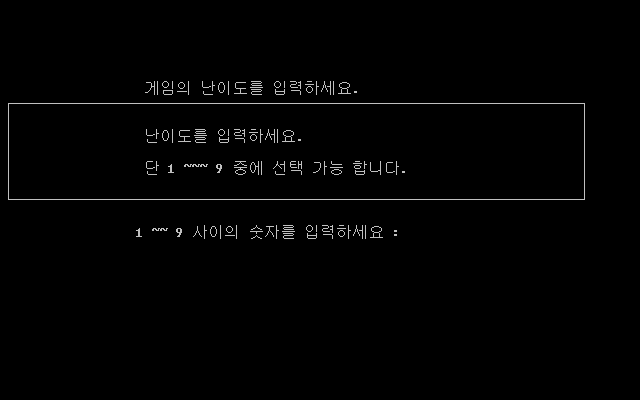 게임의 난이도를 입력하세요.
난이도를 입력하세요.
단 1 ~~~ 9 중에 선택 가능 합니다.
1 ~~ 9 사이의 숫자를 입력하세요 :